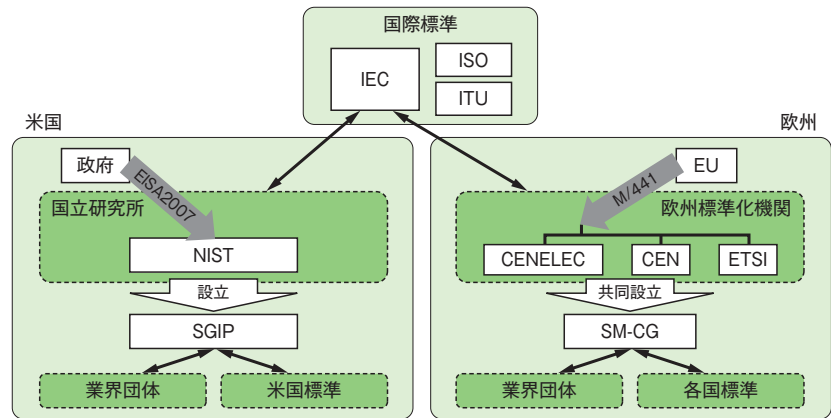 国際標準
IEC
ISO
ITU
米国
政府
EISA2007
国立研究所
NIST
設立
SGIP
業界団体
米国標準
欧州
EU
M/441
欧州標準化機関
CENELEC
CEN
ETSI
共同設立
SM-CG
業界団体
各国標準